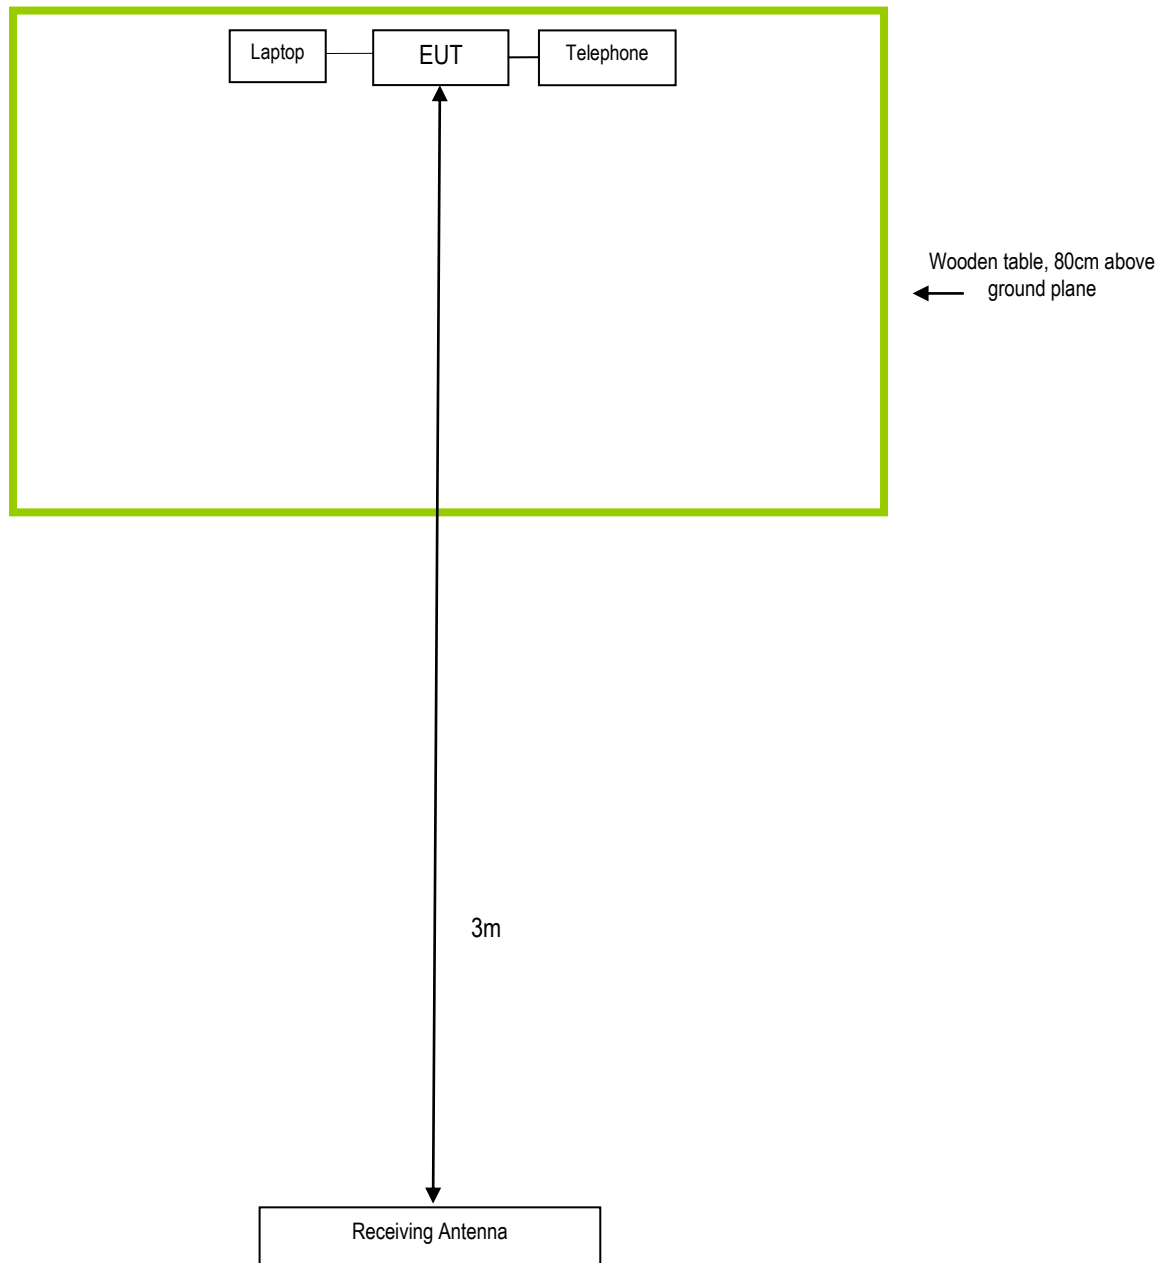 Laptop
EUT
Telephone
Wooden table, 80cm above
ground plane
3m
Receiving Antenna